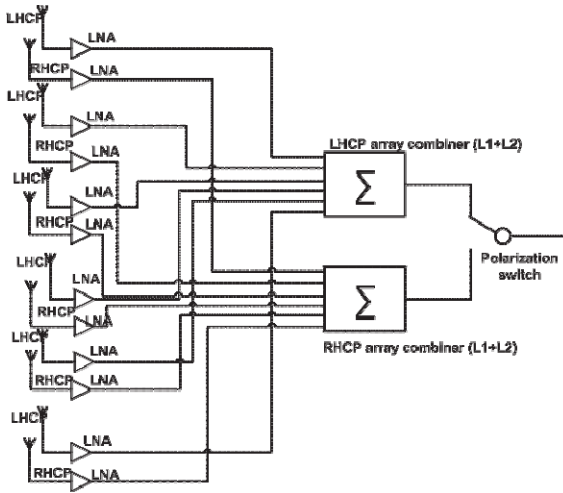 LHCP
LNA
RHCP
LNA
LHCP
LNA
RHCP
LNA
LHCP
LNA
RHCP
LNA
LHCP
LNA
RHCP
LNA
LHCP
LNA
RHCP
LNA
LHCP
LNA
RHCP
LNA
LHCP array combiner (L1+L2)
Σ
Polarization
switch
Σ
RHCP array combiner (L1+L2)